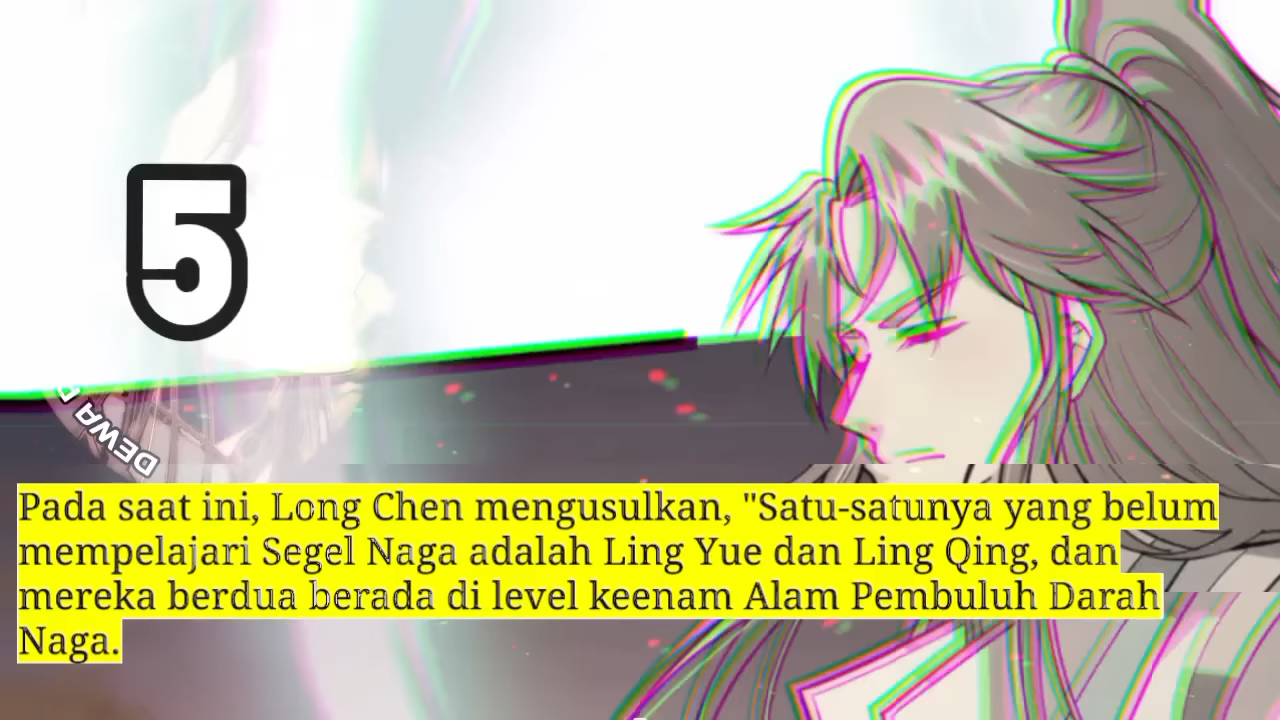 5
DEWA
Pada saat ini, Long Chen mengusulkan, "Satu-satunya yang belum
mempelajari Segel Naga adalah Ling Yue dan Ling Qing, dan
mereka berdua berada di level keenam Alam Pembuluh Darah
Naga.